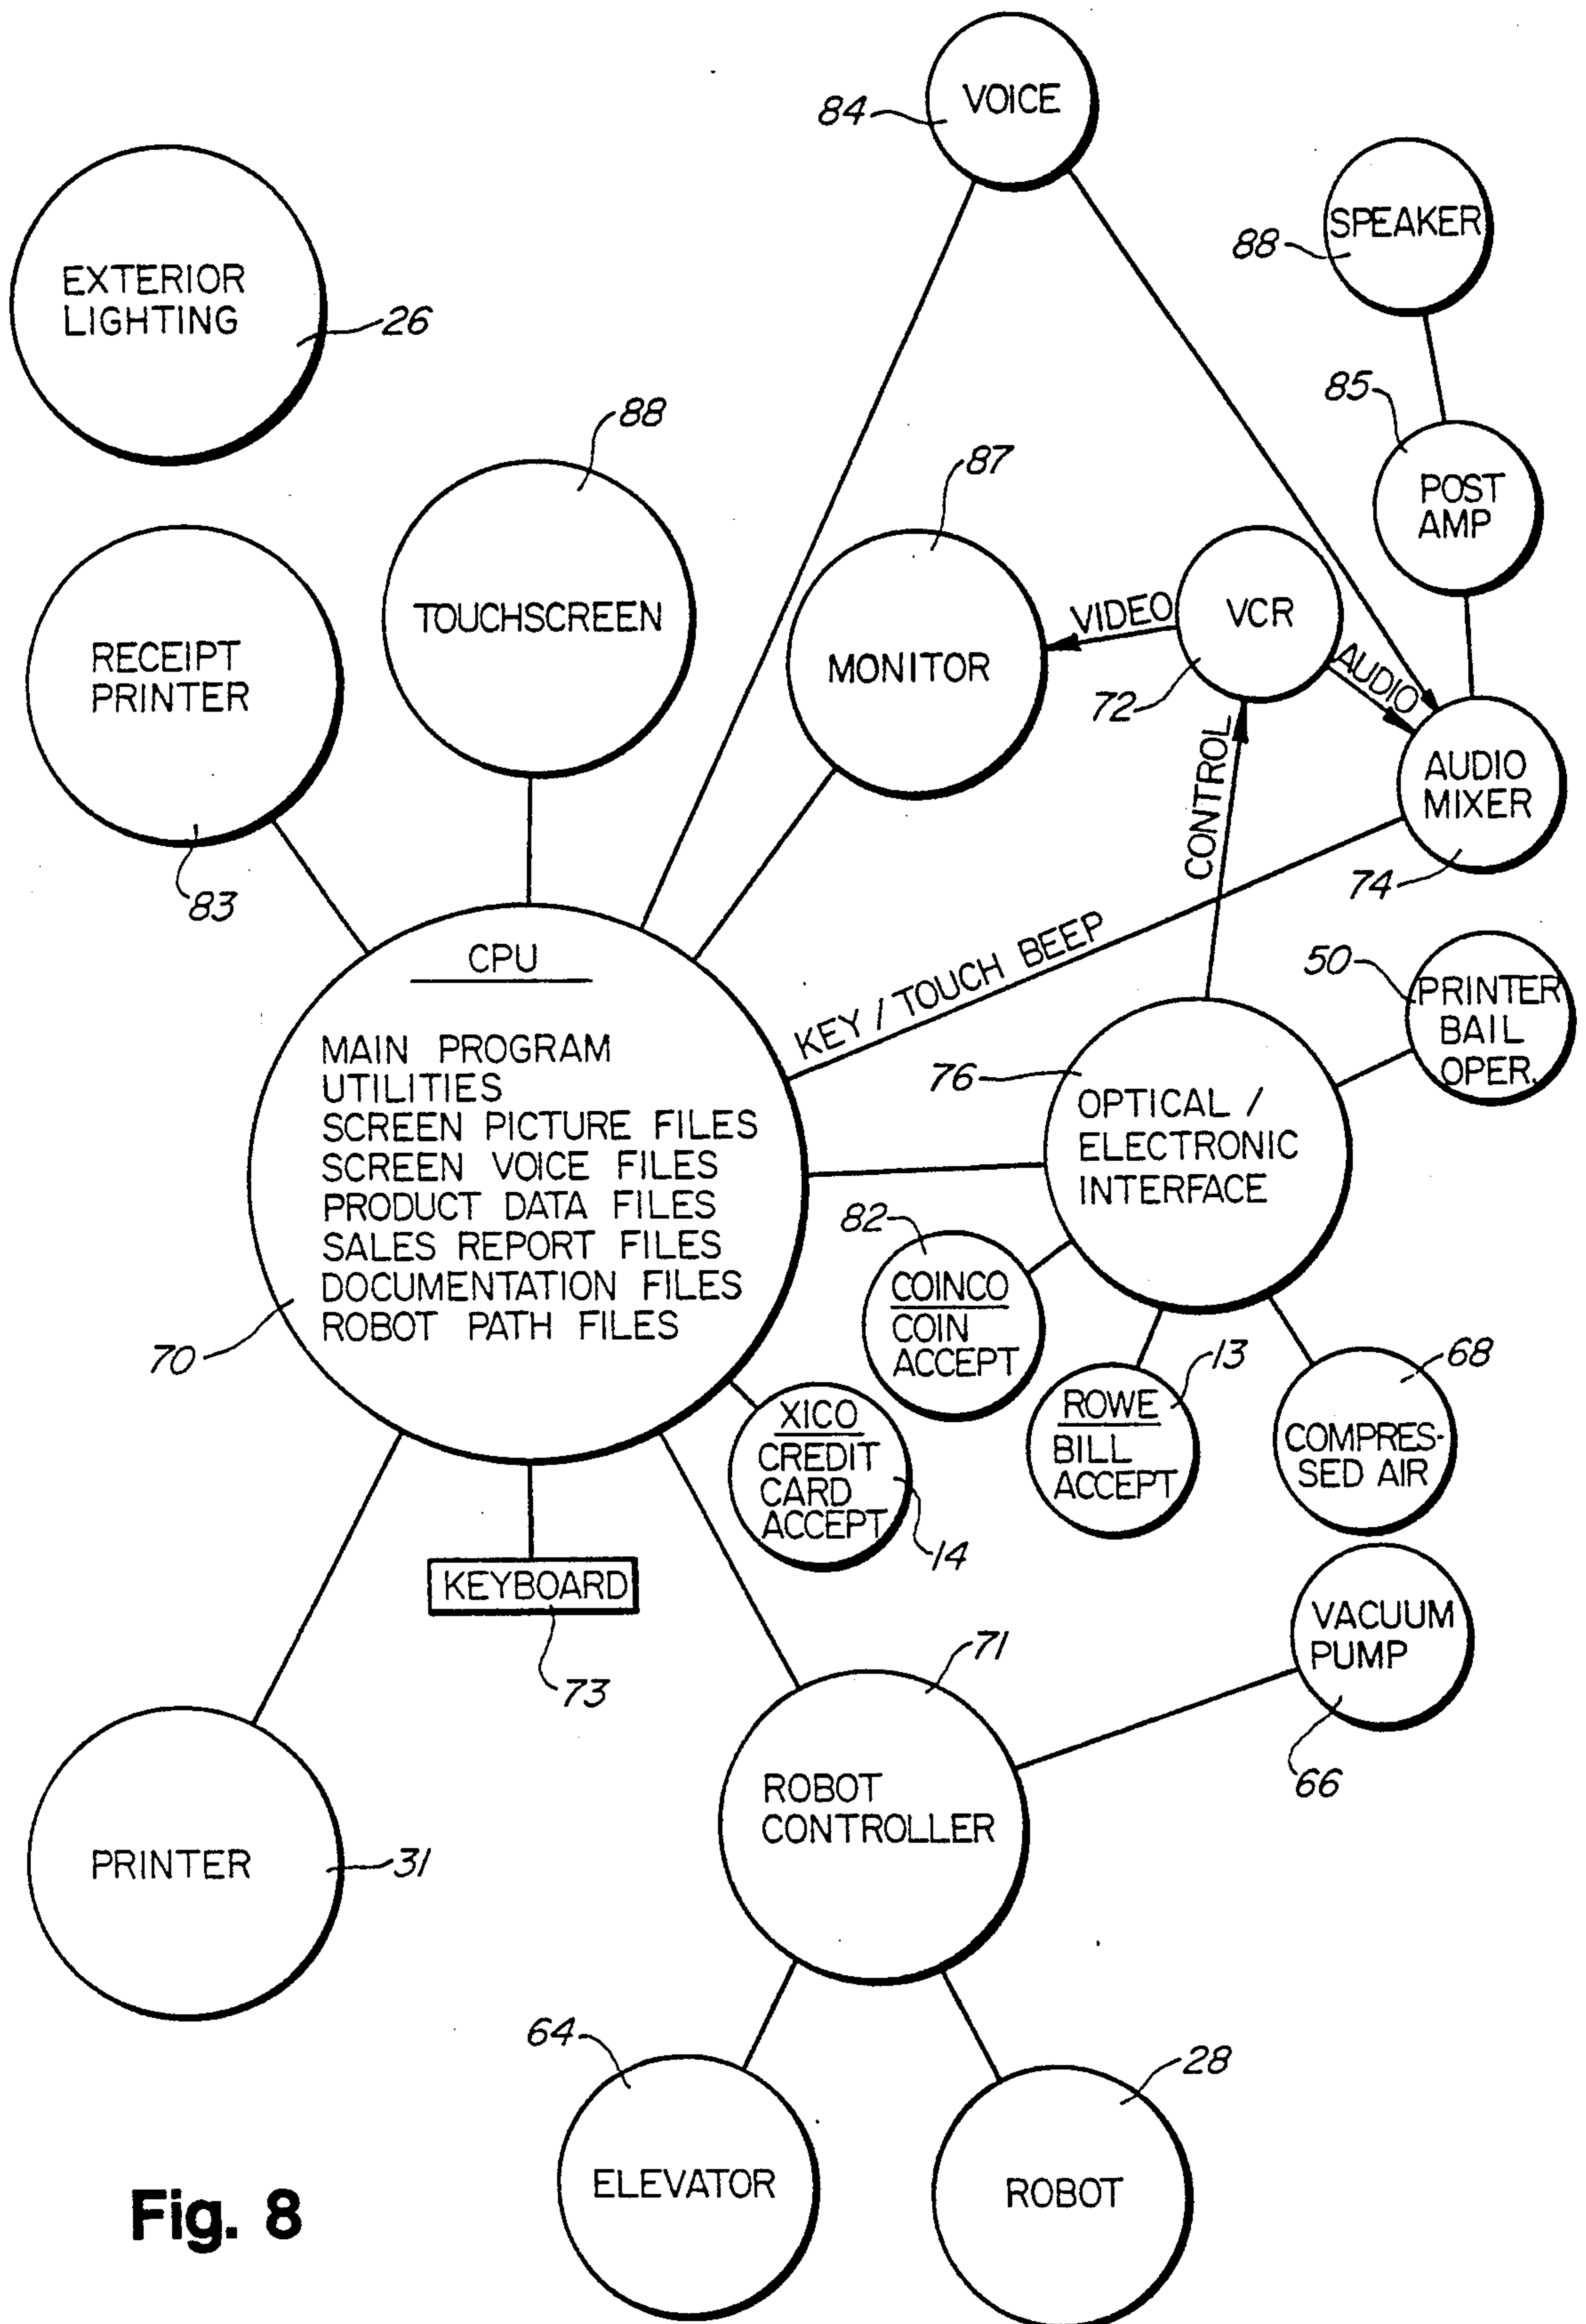 VOICE
84
SPEAKER
88
EXTERIOR
LIGHTING
26
85
POST
AMP
88
TOUCHSCREEN
87
MONITOR
VIDEO
VCR
72
AUDIO
CONTROL
RECEIPT
PRINTER
83
AUDIO
MIXER
74
KEY / TOUCH BEEP
50
PRINTER
BAIL
OPER.
CPU
MAIN PROGRAM
UTILITIES
SCREEN PICTURE FILES
SCREEN VOICE FILES
PRODUCT DATA FILES
SALES REPORT FILES
DOCUMENTATION FILES
ROBOT PATH FILES
70
76
OPTICAL /
ELECTRONIC
INTERFACE
82
COINCO
COIN
ACCEPT
13
ROWE
BILL
ACCEPT
68
COMPRES-
SED AIR
XICO
CREDIT
CARD
ACCEPT
14
KEYBOARD
73
VACUUM
PUMP
66
71
ROBOT
CONTROLLER
PRINTER
31
64
ELEVATOR
28
ROBOT
Fig. 8